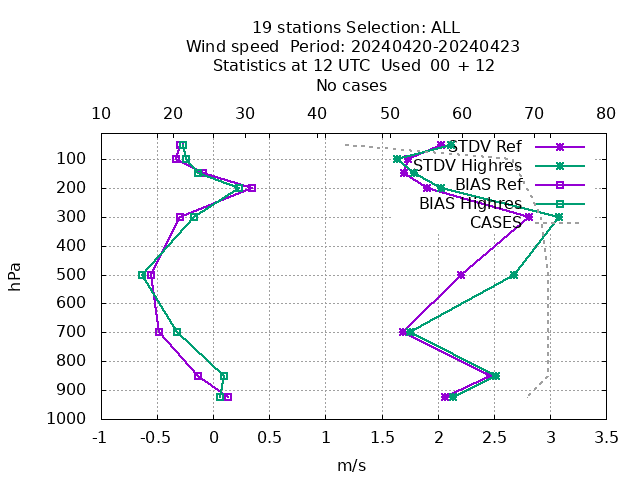 19 stations Selection: ALL
Wind speed  Period: 20240420-20240423
Statistics at 12 UTC  Used  00 + 12
No cases
10 20 30 40 50 60 70 80
STDV Ref
STDV Highres
BIAS Ref
BIAS Highres
CASES
100
200
300
400
500
600
700
800
900
1000
hPa
-1 -0.5 0 0.5 1 1.5 2 2.5 3 3.5
m/s